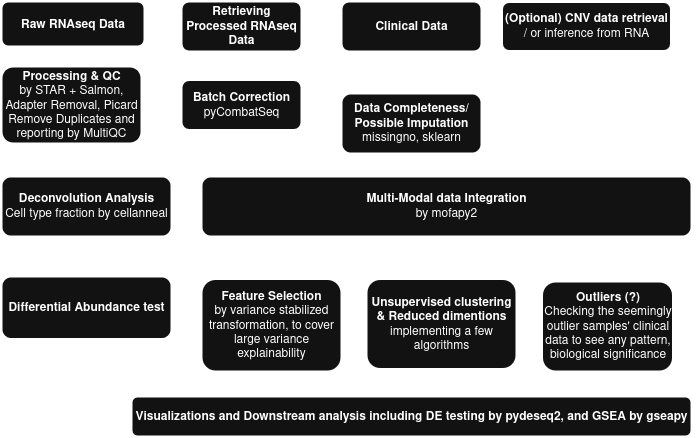 Raw RNAseq Data
Retrieving
Processed RNAseq
Data
Clinical Data
(Optional) CNV data retrieval
/ or inference from RNA
Processing & QC
by STAR + Salmon,
Adapter Removal, Picard
Remove Duplicates and
reporting by MultiQC
Batch Correction
pyCombatSeq
Data Completeness/
Possible Imputation
missingno, sklearn
Deconvolution Analysis
Cell type fraction by cellanneal
Multi-Modal data Integration
by mofapy2
Differential Abundance test
Feature Selection
by variance stabilized
transformation, to cover
large variance
explainability
Unsupervised clustering
& Reduced dimentions
implementing a few
algorithms
Outliers (?)
Checking the seemingly
outlier samples' clinical
data to see any pattern,
biological significance
Visualizations and Downstream analysis including DE testing by pydeseq2, and GSEA by gseapy